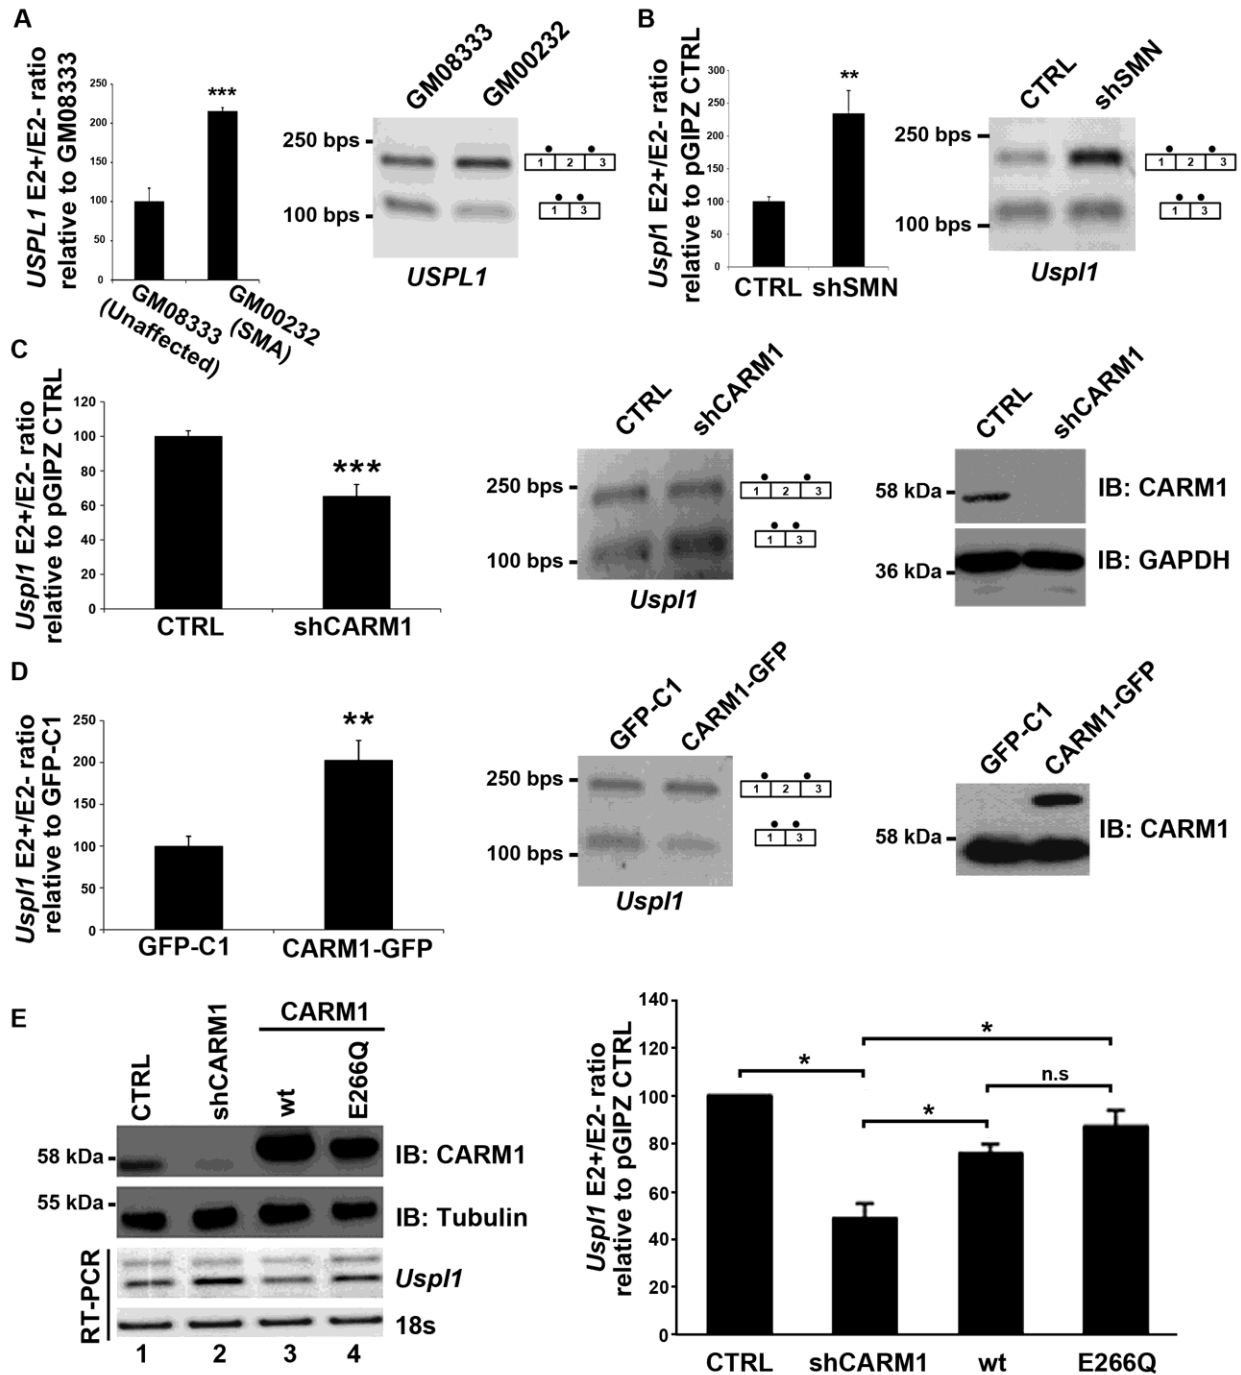 A
USPL1 E2+/E2- ratio
relative to GM08333
250
200
150
100
50
0
***
GM08333
(Unaffected)
GM00232
(SMA)
GM08333
GM00232
250 bps
100 bps
1 2 3
1 3
USPL1
B
Uspl1 E2+/E2- ratio
relative to pGIPZ CTRL
300
250
200
150
100
50
0
**
CTRL
shSMN
CTRL
shSMN
250 bps
100 bps
1 2 3
1 3
Uspl1
C
Uspl1 E2+/E2- ratio
relative to pGIPZ CTRL
120
100
80
60
40
20
0
***
CTRL
shCARM1
CTRL
shCARM1
250 bps
100 bps
1 2 3
1 3
Uspl1
CTRL
shCARM1
58 kDa
IB: CARM1
36 kDa
IB: GAPDH
D
Uspl1 E2+/E2- ratio
relative to GFP-C1
250
200
150
100
50
0
**
GFP-C1
CARM1-GFP
GFP-C1
CARM1-GFP
250 bps
100 bps
1 2 3
1 3
Uspl1
GFP-C1
CARM1-GFP
58 kDa
IB: CARM1
E
CTRL
shCARM1
CARM1
wt
E266Q
58 kDa
IB: CARM1
55 kDa
IB: Tubulin
RT-PCR
Uspl1
18s
1 2 3 4
Uspl1 E2+/E2- ratio
relative to pGIPZ CTRL
140
120
100
80
60
40
20
0
*
*
*
n.s
CTRL
shCARM1
wt
E266Q